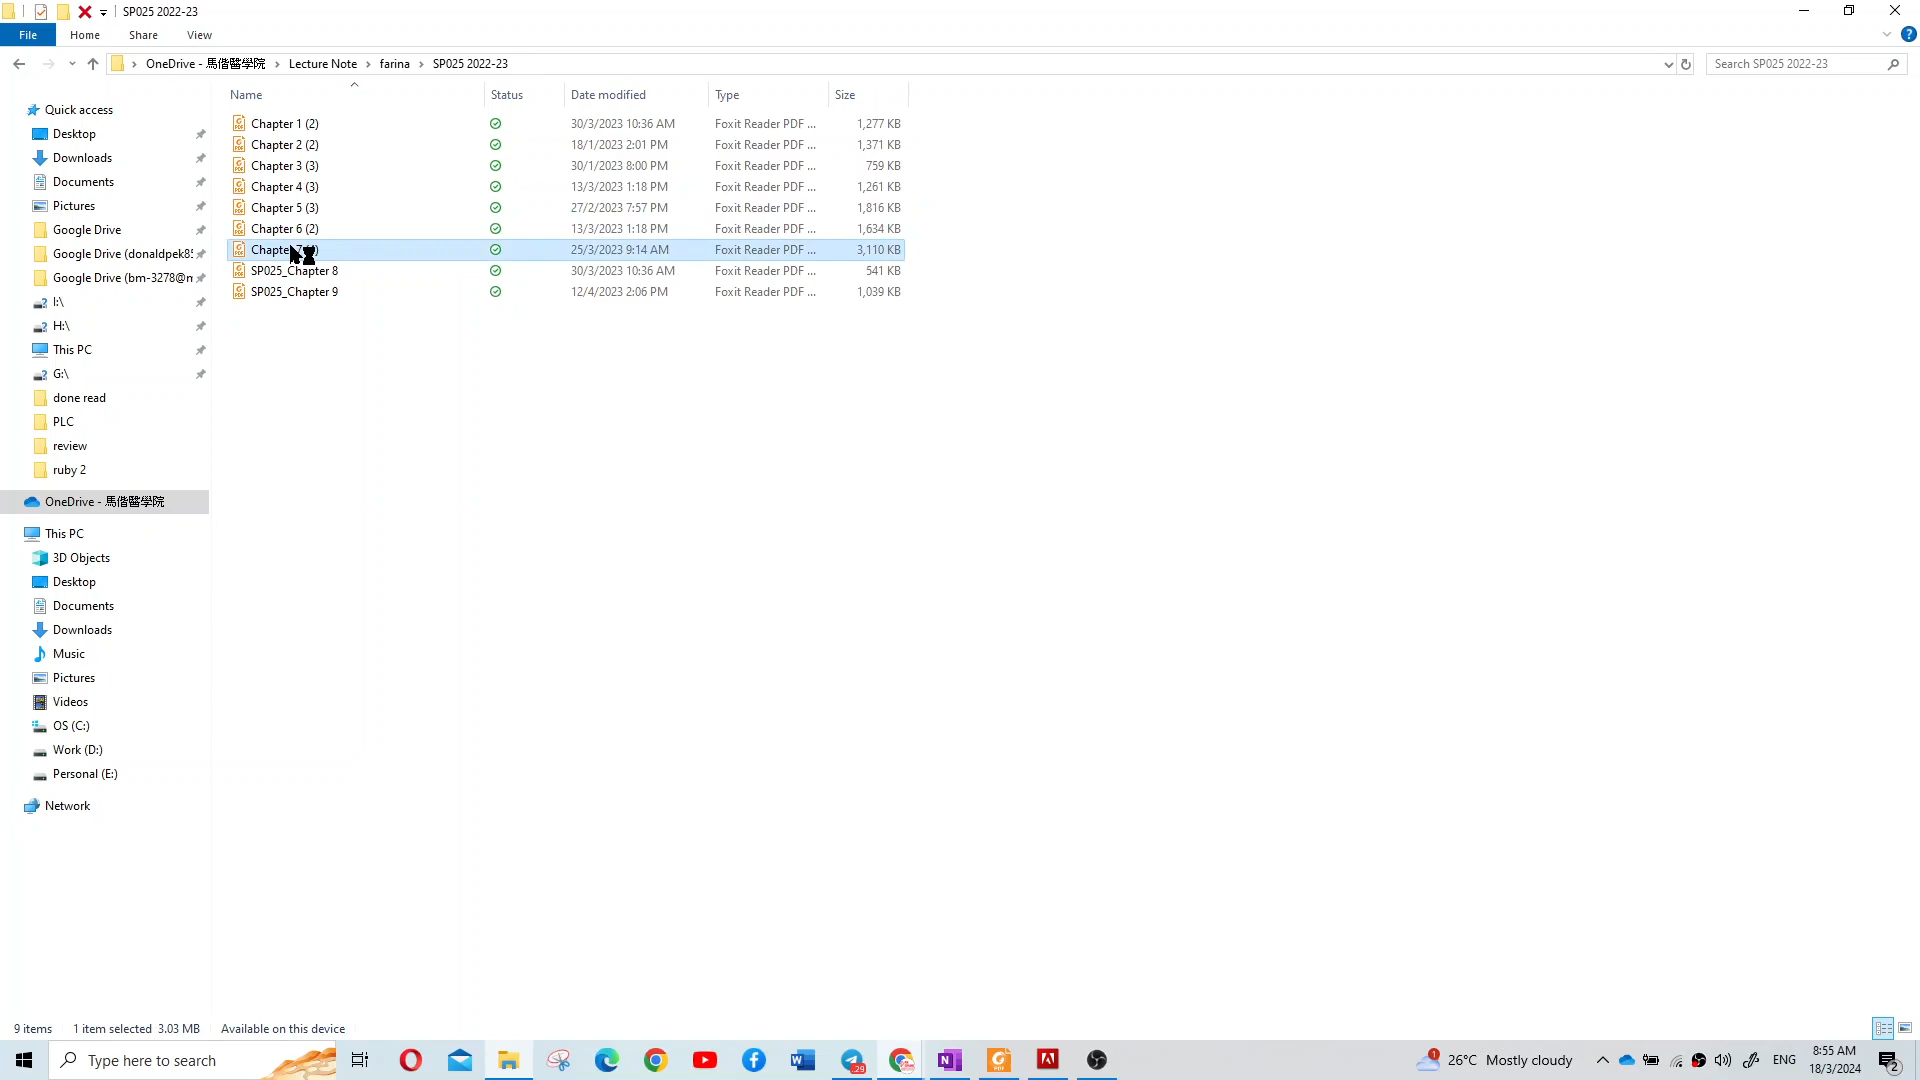 SP025 2022-23
File Home Share View
OneDrive - 馬偕醫學院 › Lecture Note › farina › SP025 2022-23
Search SP025 2022-23
Name Status Date modified Type Size
Chapter 1 (2) 30/3/2023 10:36 AM Foxit Reader PDF ... 1,277 KB
Chapter 2 (2) 18/1/2023 2:01 PM Foxit Reader PDF ... 1,371 KB
Chapter 3 (3) 30/1/2023 8:00 PM Foxit Reader PDF ... 759 KB
Chapter 4 (3) 13/3/2023 1:18 PM Foxit Reader PDF ... 1,261 KB
Chapter 5 (3) 27/2/2023 7:57 PM Foxit Reader PDF ... 1,816 KB
Chapter 6 (2) 13/3/2023 1:18 PM Foxit Reader PDF ... 1,634 KB
Chapter 7 25/3/2023 9:14 AM Foxit Reader PDF ... 3,110 KB
SP025_Chapter 8 30/3/2023 10:36 AM Foxit Reader PDF ... 541 KB
SP025_Chapter 9 12/4/2023 2:06 PM Foxit Reader PDF ... 1,039 KB
Quick access
Desktop
Downloads
Documents
Pictures
Google Drive
Google Drive (donaldpek85
Google Drive (bm-3278@m
I:\
H:\
This PC
G:\
done read
PLC
review
ruby 2
OneDrive - 馬偕醫學院
This PC
3D Objects
Desktop
Documents
Downloads
Music
Pictures
Videos
OS (C:)
Work (D:)
Personal (E:)
Network
9 items 1 item selected 3.03 MB Available on this device
Type here to search
29
1
26°C Mostly cloudy
ENG
8:55 AM
18/3/2024
2